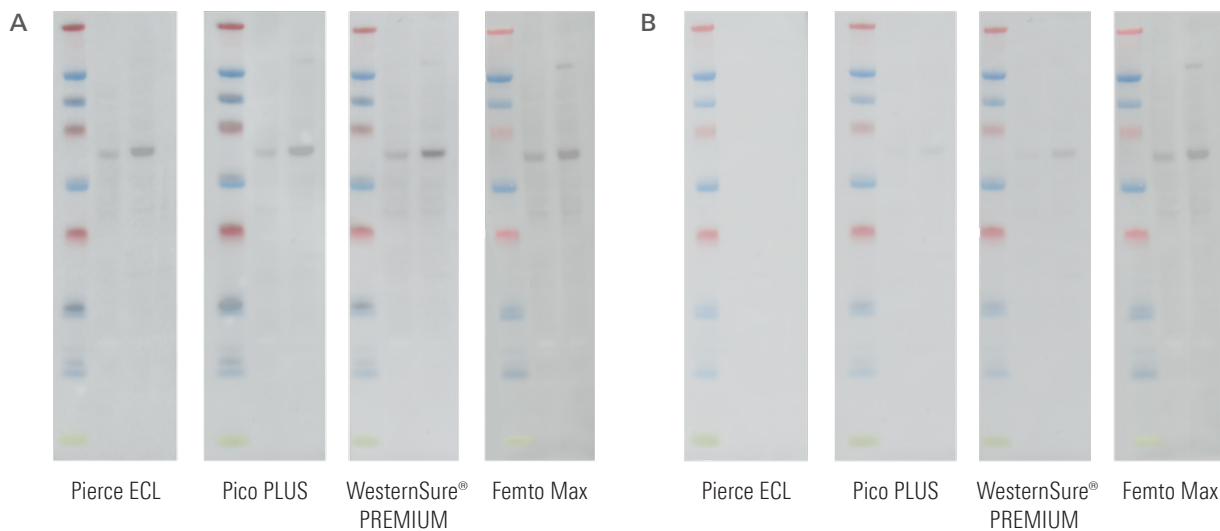 A
B
Pierce ECL
Pico PLUS
WesternSure®
PREMIUM
Femto Max
Pierce ECL
Pico PLUS
WesternSure®
PREMIUM
Femto Max